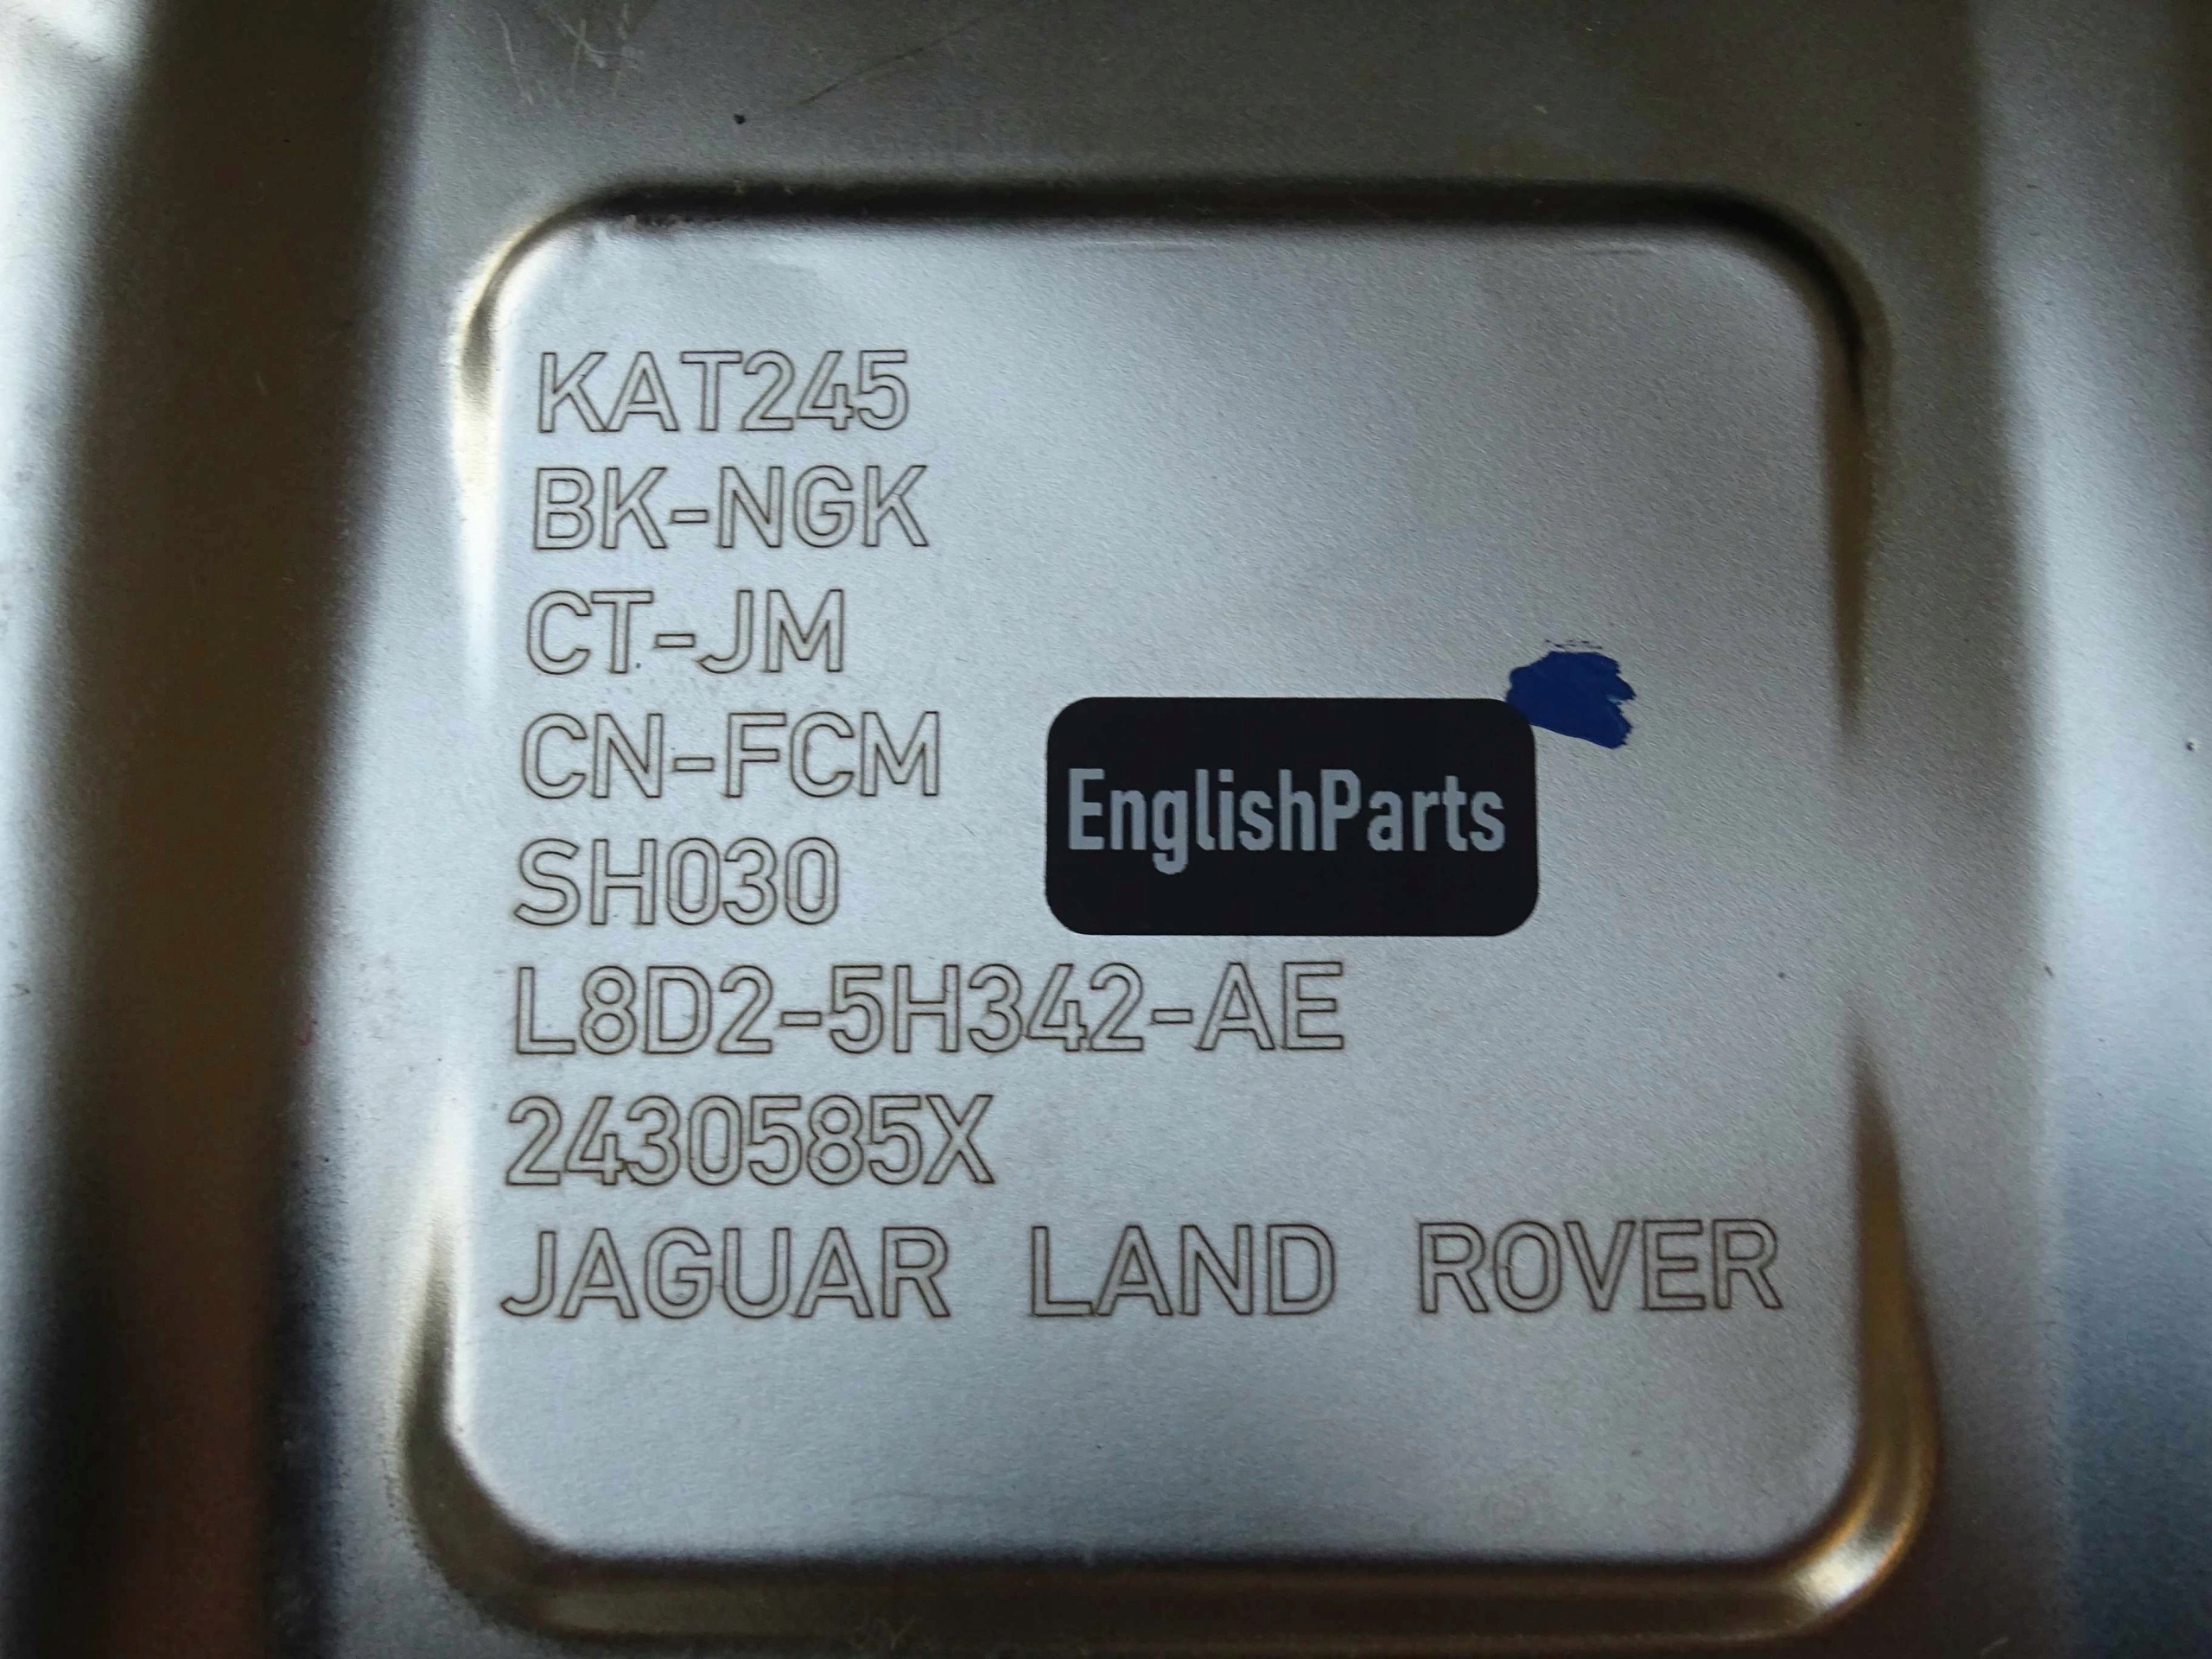 KAT245
BK-NGK
CT-JM
CN-FCM
EnglishParts
SH030
L8D2-5H342-AE
2430585X
JAGUAR LAND ROVER